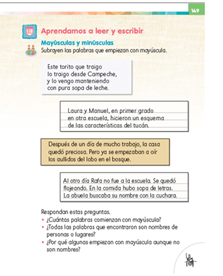 149
Aprendamos a leer y escribir
Mayúsculas y minúsculas
Subrayen las palabras que empiezan con mayúscula.
Este torito que traigo
lo traigo desde Campeche,
y lo vengo manteniendo
con pura sopa de leche.
Laura y Manuel, en primer grado
en otra escuela, hicieron un esquema
de las características del tucán.
Después de un día de mucho trabajo, la casa
quedó preciosa. Pero ya se empezaban a oír
los aullidos del lobo en el bosque.
Al otro día Rafa no fue a la escuela. Se quedó
flojeando. En la comida hubo sopa de letras.
La abuela buscaba su nombre con la cuchara.
Respondan estas preguntas.
• ¿Cuántas palabras comienzan con mayúscula?
• ¿Todas las palabras que encontraron son nombres de
personas o lugares?
• ¿Por qué algunas empiezan con mayúscula aunque no
son nombres?